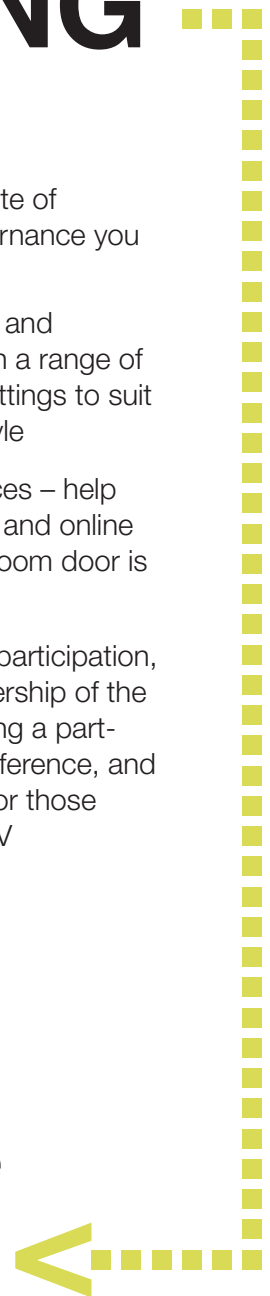 NG
te of
rnance you
and
n a range of
ttings to suit
le
ces – help
and online
oom door is
participation,
ership of the
ng a part-
ference, and
or those
V